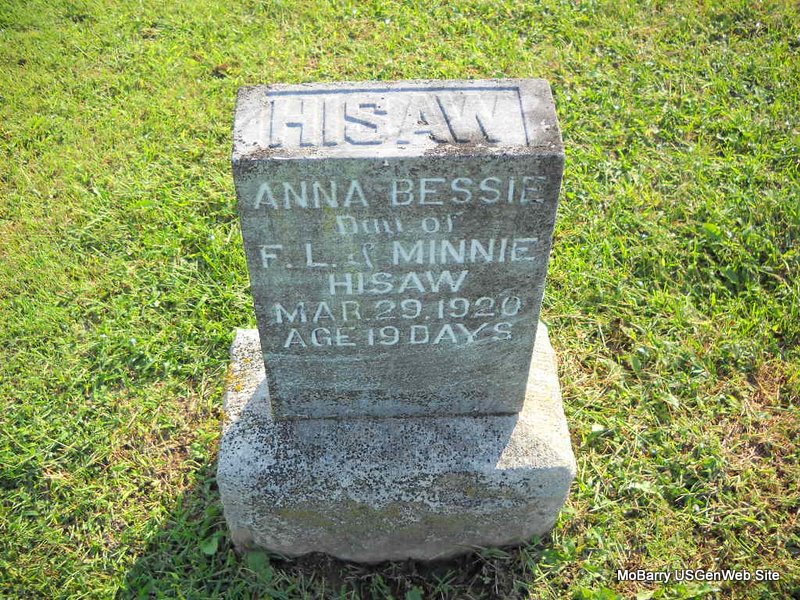 HISAW
ANNA BESSIE
Dau. of
F. L. & MINNIE
HISAW
MAR. 29, 1920
AGE 19 DAYS
MoBarry USGenWeb Site